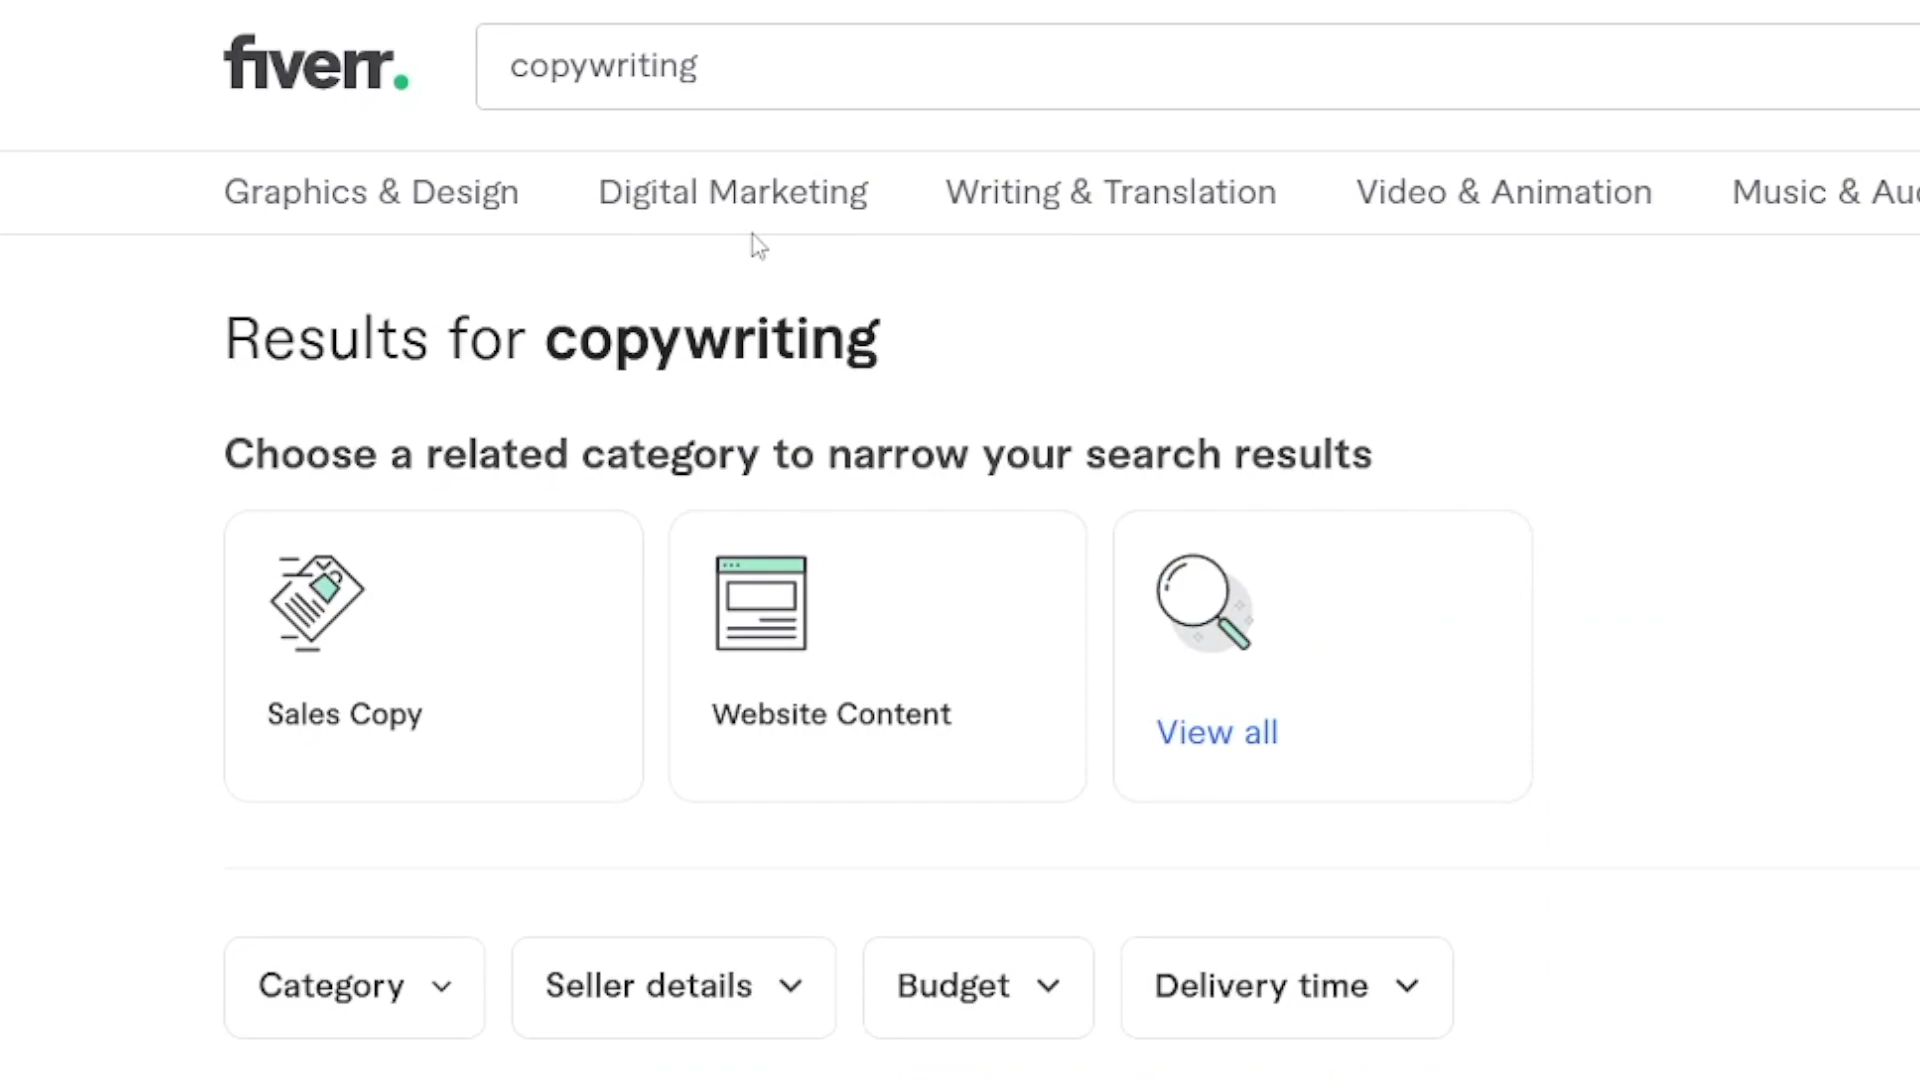 fiverr.
copywriting
Graphics & Design Digital Marketing Writing & Translation Video & Animation Music &
Results for copywriting
Choose a related category to narrow your search results
Sales Copy Website Content View all
Category Seller details Budget Delivery time